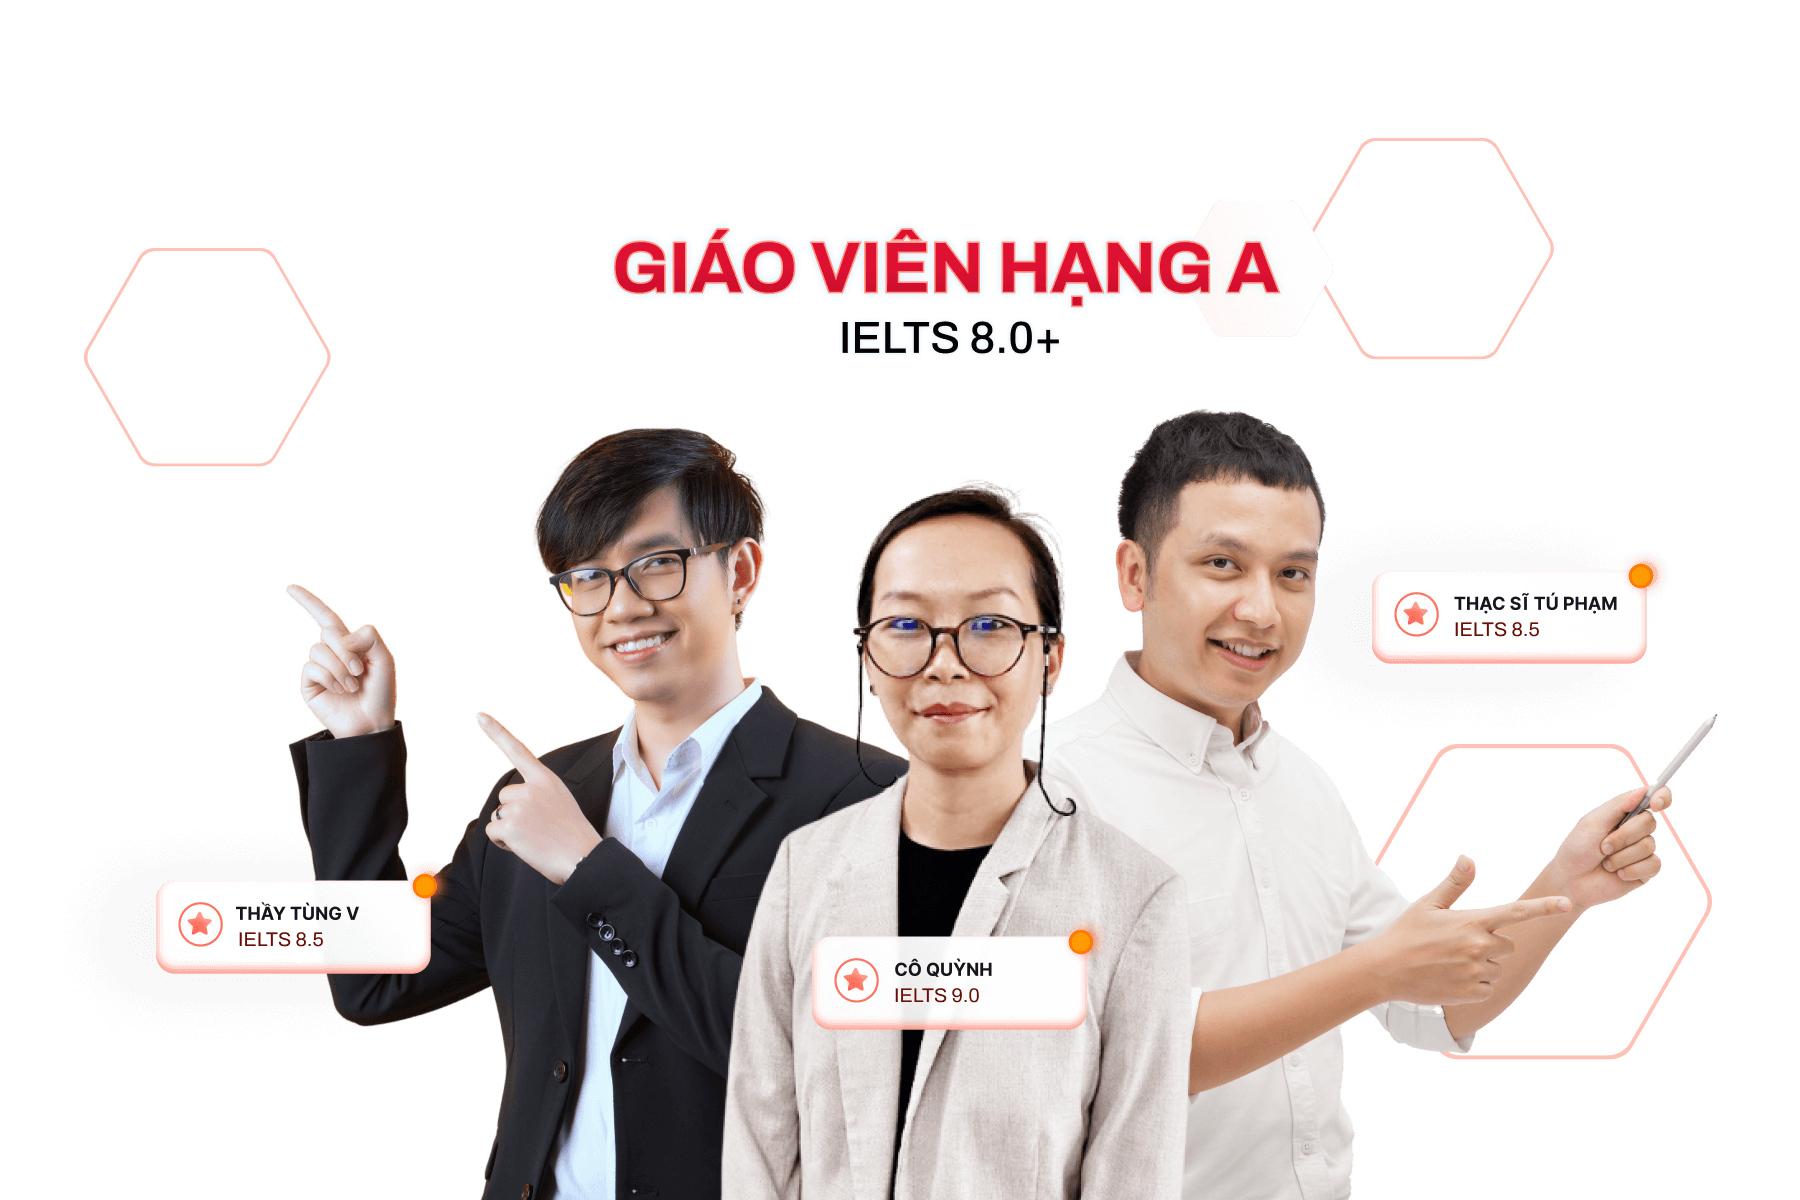 GIÁO VIÊN HẠNG A
IELTS 8.0+
THẠC SĨ TÚ PHẠM
IELTS 8.5
THẦY TÙNG V
IELTS 8.5
CÔ QUỲNH
IELTS 9.0